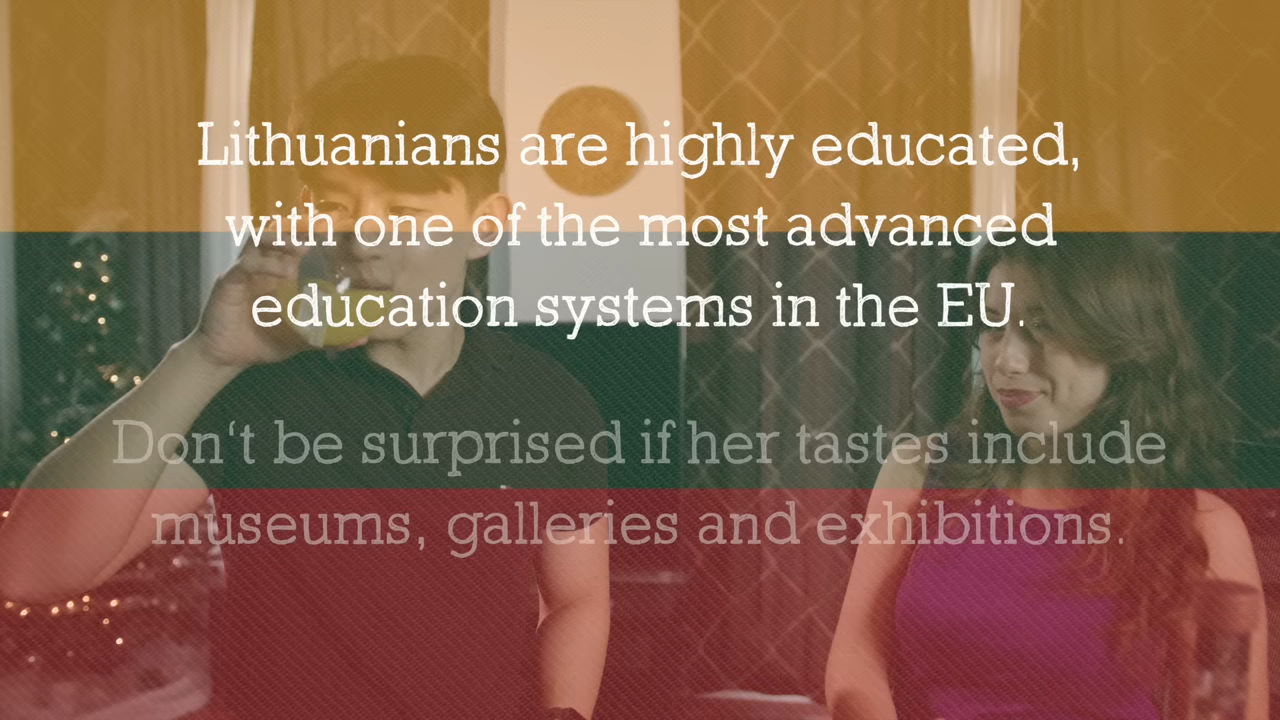 Lithuanians are highly educated,
with one of the most advanced
education systems in the EU.
Don‘t be surprised if her tastes include
museums, galleries and exhibitions.